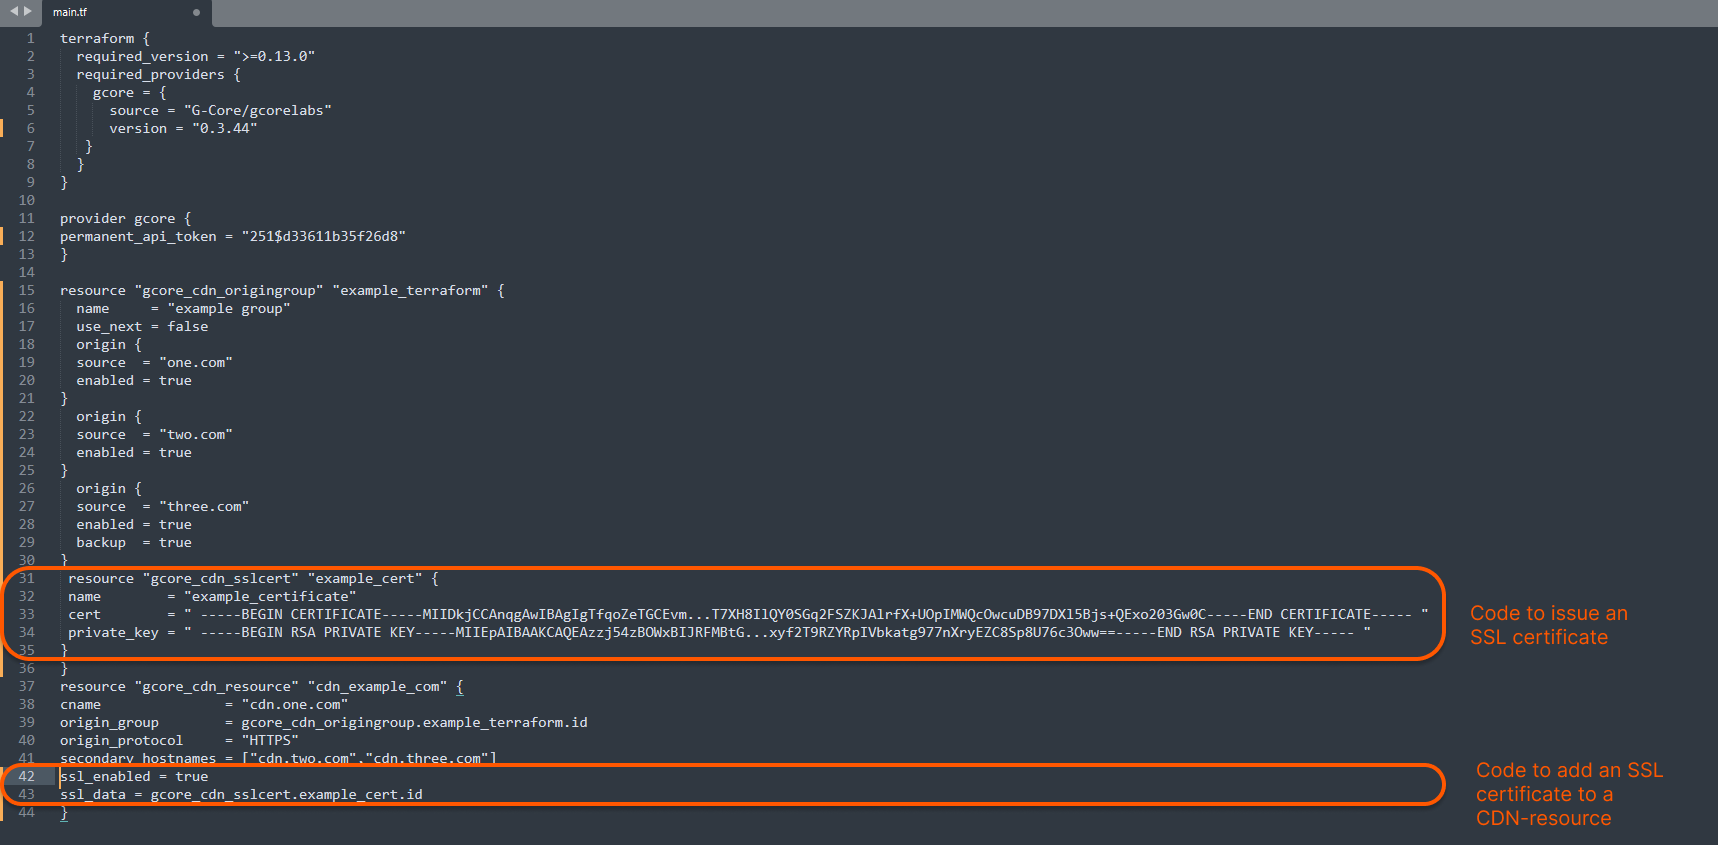 main.tf
1 terraform {
2 required_version = ">=0.13.0"
3 required_providers {
4 gcore = {
5 source = "G-Core/gcorelabs"
6 version = "0.3.44"
7 }
8 }
9 }
10
11 provider gcore {
12 permanent_api_token = "251$d33611b35f26d8"
13 }
14
15 resource "gcore_cdn_origingroup" "example_terraform" {
16 name = "example group"
17 use_next = false
18 origin {
19 source = "one.com"
20 enabled = true
21 }
22 origin {
23 source = "two.com"
24 enabled = true
25 }
26 origin {
27 source = "three.com"
28 enabled = true
29 backup = true
30 }
31 resource "gcore_cdn_sslcert" "example_cert" {
32 name = "example_certificate"
33 cert = " -----BEGIN CERTIFICATE-----MIIDkjCCAnqgAwIBAgIgTfqoZeTGCEvm...T7XH8IlQY0SGq2FSZKJAlrfX+UOpIMWQcOwcuDB97DXl5Bjs+QExo203Gw0C-----END CERTIFICATE----- "
34 private_key = " -----BEGIN RSA PRIVATE KEY-----MIIEpAIBAAKCAQEAzzj54zBOWxBIJRFMBtG...xyf2T9RZYRpIVbkatg977nXryEZC8Sp8U76c3Oww==-----END RSA PRIVATE KEY----- "
35 }
36 }
Code to issue an
SSL certificate
37 resource "gcore_cdn_resource" "cdn_example_com" {
38 cname = "cdn.one.com"
39 origin_group = gcore_cdn_origingroup.example_terraform.id
40 origin_protocol = "HTTPS"
41 secondary_hostnames = ["cdn.two.com","cdn.three.com"]
42 ssl_enabled = true
43 ssl_data = gcore_cdn_sslcert.example_cert.id
44 }
Code to add an SSL
certificate to a
CDN-resource